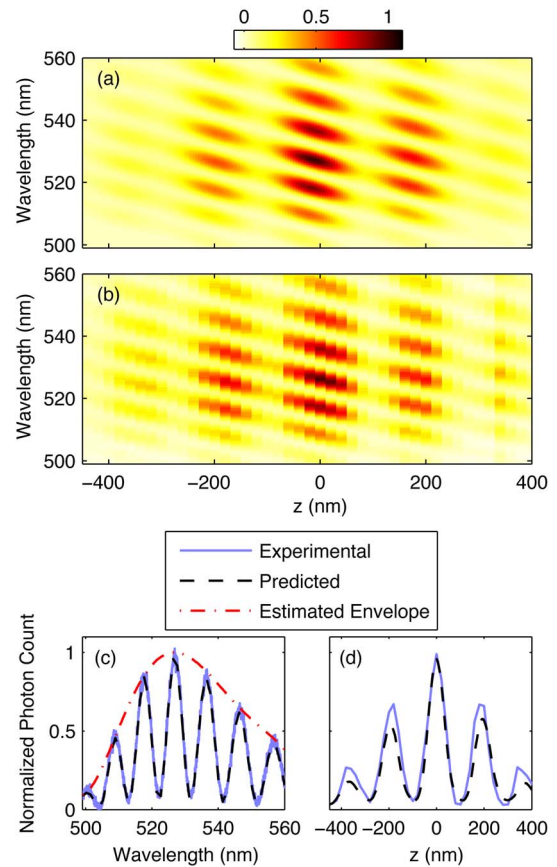 0 0.5 1
560
(a)
540
Wavelength (nm)
520
500
560
(b)
540
Wavelength (nm)
520
500
−400 −200 0 200 400
z (nm)
Experimental
Predicted
Estimated Envelope
Normalized Photon Count
1
(c)
(d)
0.5
0
500 520 540 560
−400 −200 0 200 400
Wavelength (nm)
z (nm)